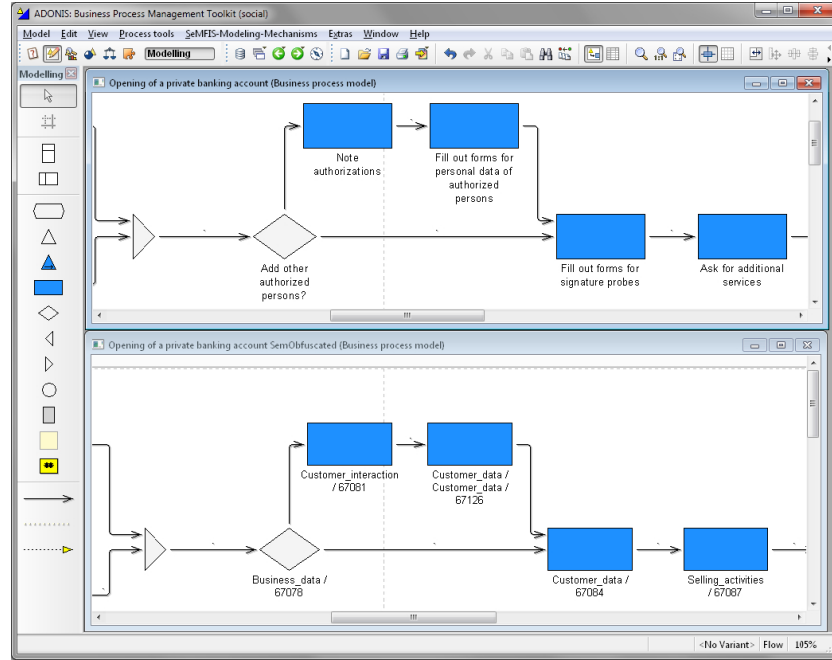 ADONIS: Business Process Management Toolkit (social)
Model Edit View Process tools SeMFIS-Modeling-Mechanisms Extras Window Help
Modelling
Modelling
Opening of a private banking account (Business process model)
Note
authorizations
Fill out forms for
personal data of
authorized
persons
Add other
authorized
persons?
Fill out forms for
signature probes
Ask for additional
services
Opening of a private banking account SemObfuscated (Business process model)
Customer_interaction
/ 67081
Customer_data /
Customer_data /
67126
Business_data /
67078
Customer_data /
67084
Selling_activities
/ 67087
<No Variant> Flow 105%